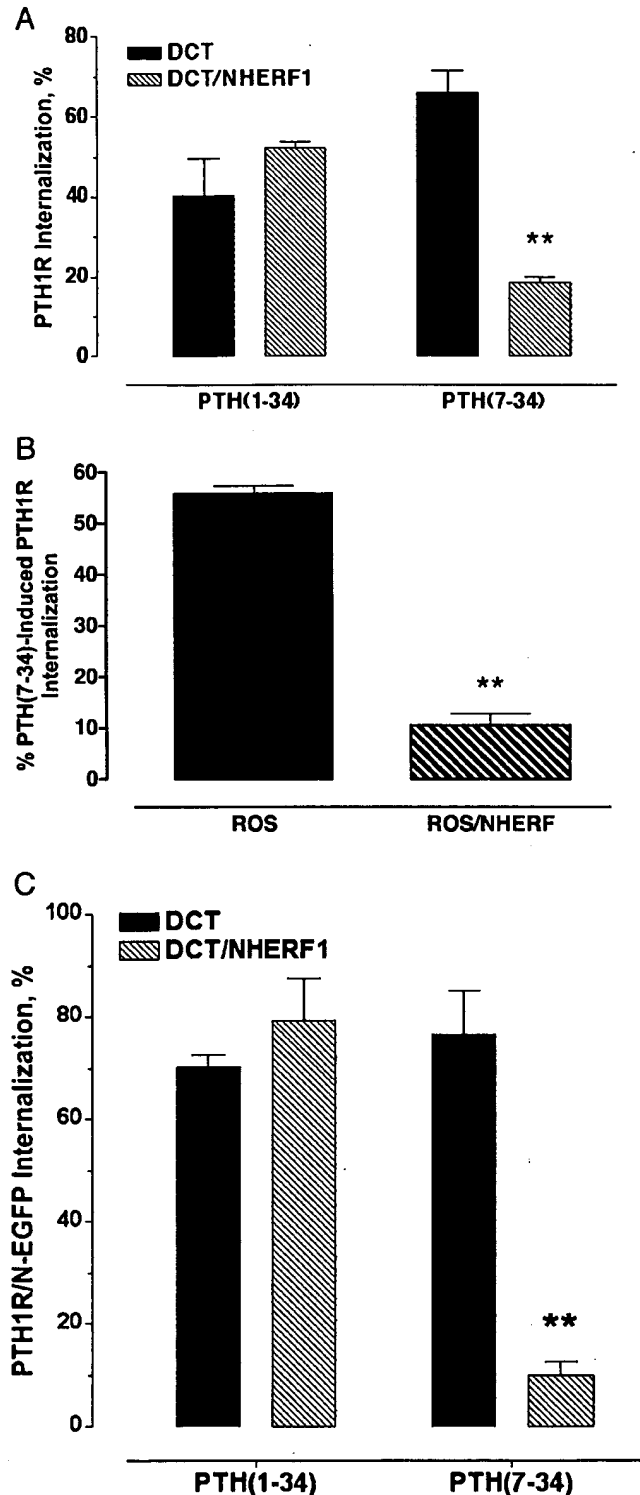 A
80
DCT
DCT/NHERF1
60
40
**
20
0
PTH1R Internalization, %
PTH(1-34) PTH(7-34)
B
60
50
40
30
20
**
10
0
% PTH(7-34)-Induced PTH1R
Internalization
ROS ROS/NHERF
C
100
DCT
DCT/NHERF1
80
60
40
20
**
0
PTH1R/N-EGFP Internalization, %
PTH(1-34) PTH(7-34)